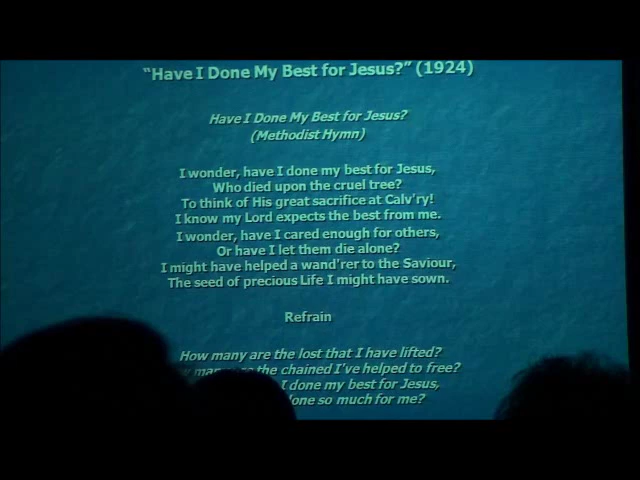 "Have I Done My Best for Jesus?" (1924)
Have I Done My Best for Jesus?
(Methodist Hymn)
I wonder, have I done my best for Jesus,
Who died upon the cruel tree?
To think of His great sacrifice at Calv'ry!
I know my Lord expects the best from me.
I wonder, have I cared enough for others,
Or have I let them die alone?
I might have helped a wand'rer to the Saviour,
The seed of precious Life I might have sown.
Refrain
How many are the lost that I have lifted?
the chained I've helped to free?
I done my best for Jesus,
so much for me?